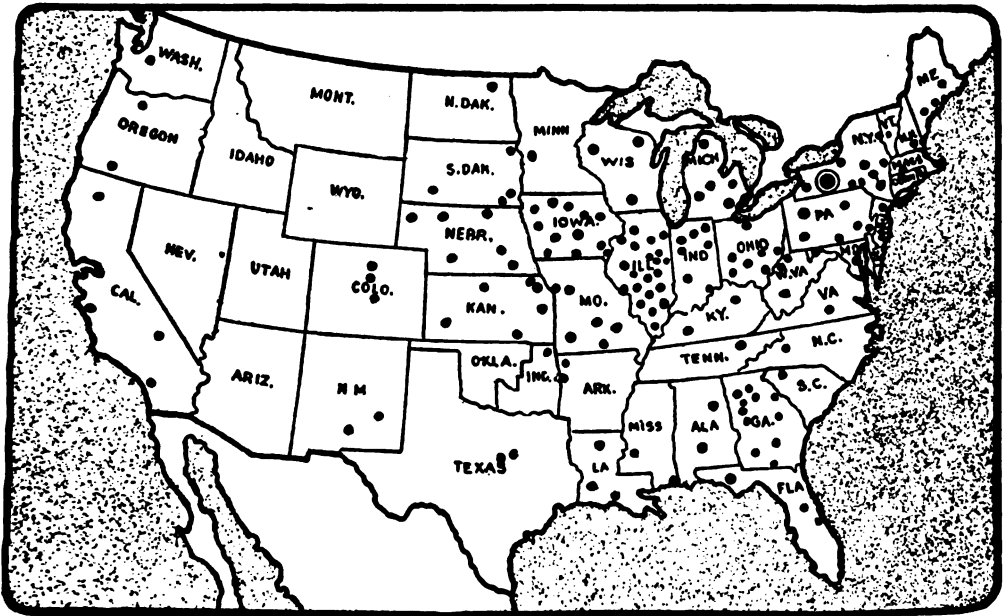 WASH.
MONT.
N.DAK.
MINN
ME.
OREGON
IDAHO
S.DAK.
WIS
MICH
N.Y.
VT.
N.H.
MASS
WYO.
NEBR.
IOWA.
PA
NEV.
UTAH
COLO.
ILL
IND
OHIO
W.VA
MD
VA
CAL.
KAN.
MO.
KY.
ARIZ.
N M
OKLA.
IND.
ARK.
TENN.
N.C.
S.C.
TEXAS
LA
MISS
ALA
GA.
FLA